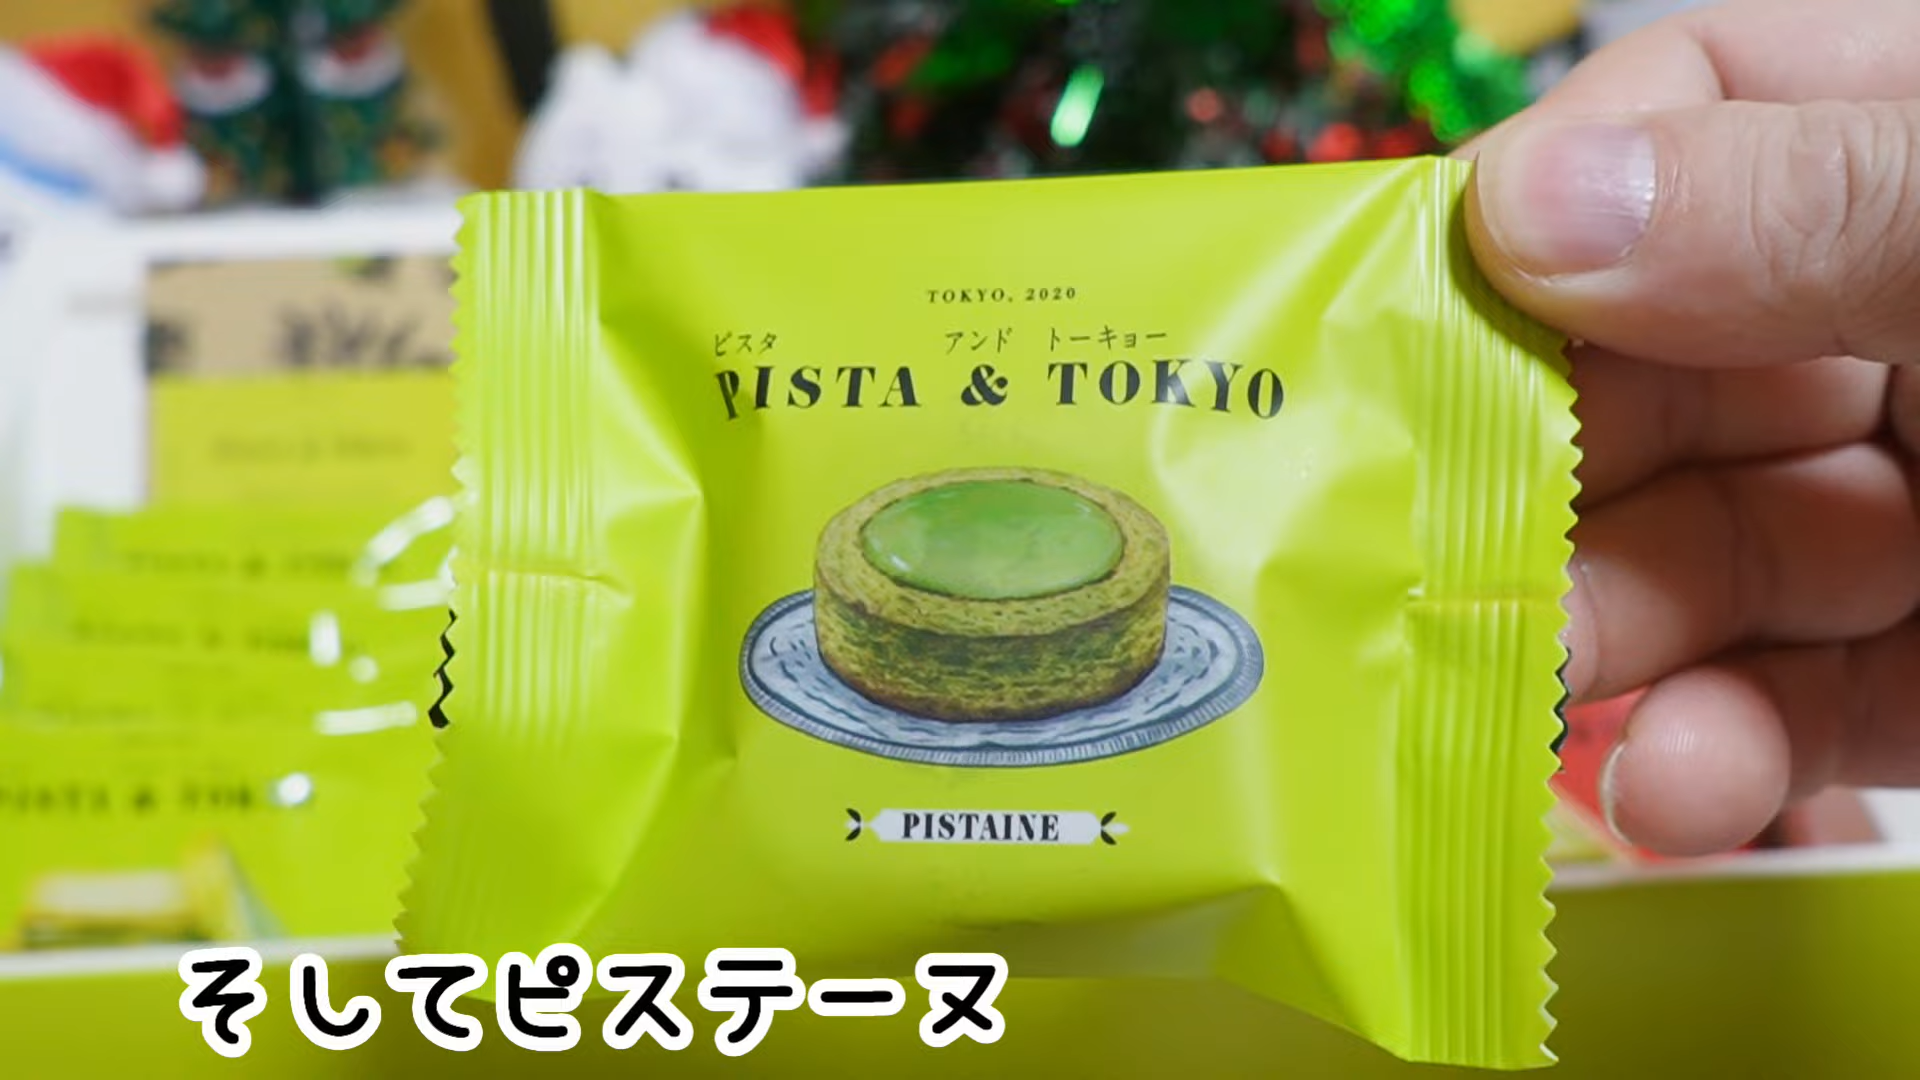 TOKYO, 2020
ピスタ アンド トーキョー
PISTA & TOKYO
PISTAINE
そしてピステーヌ